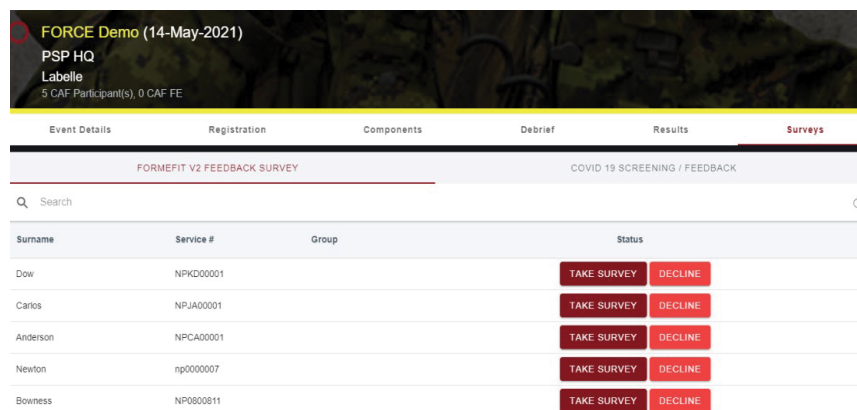 FORCE Demo (14-May-2021)
PSP HQ
Labelle
5 CAF Participant(s), 0 CAF FE
Event Details Registration Components Debrief Results Surveys
FORMEFIT V2 FEEDBACK SURVEY COVID 19 SCREENING / FEEDBACK
Search
Surname Service # Group Status
Dow NPKD00001 TAKE SURVEY DECLINE
Carlos NPJA00001 TAKE SURVEY DECLINE
Anderson NPCA00001 TAKE SURVEY DECLINE
Newton np0000007 TAKE SURVEY DECLINE
Bowness NP0800811 TAKE SURVEY DECLINE